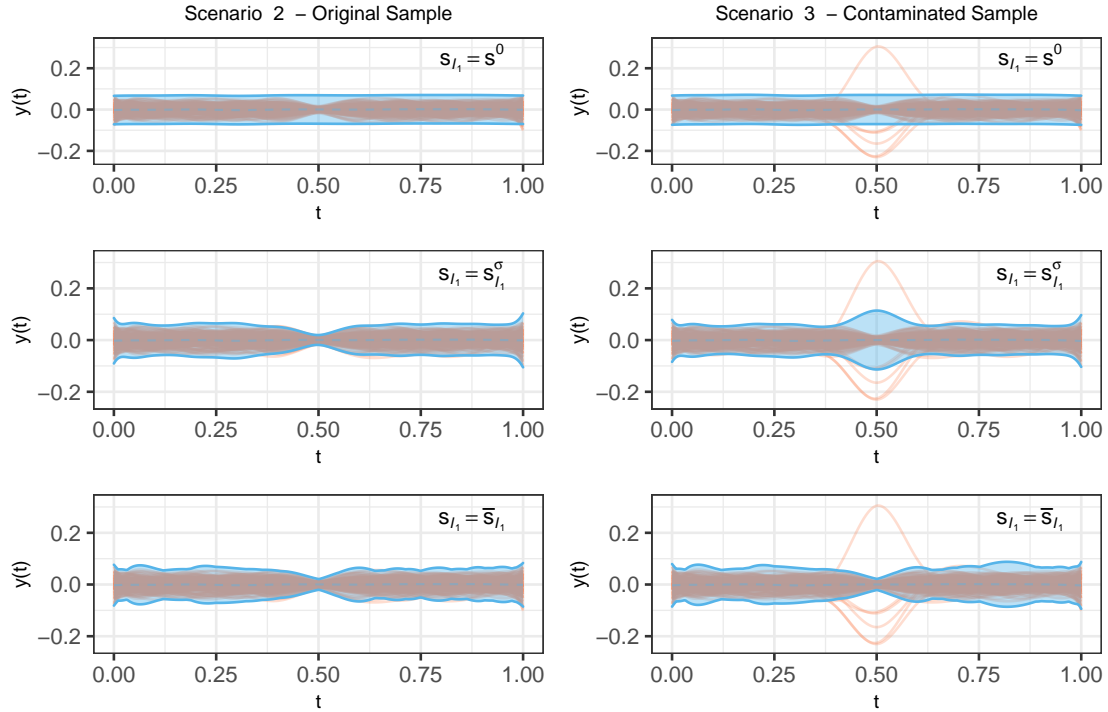 Scenario 2 – Original Sample
s_{I_1} = s^0
y(t)
0.2
0.0
−0.2
0.00 0.25 0.50 0.75 1.00
t
Scenario 3 – Contaminated Sample
s_{I_1} = s^0
y(t)
0.2
0.0
−0.2
0.00 0.25 0.50 0.75 1.00
t
s_{I_1} = s^σ_{I_1}
y(t)
0.2
0.0
−0.2
0.00 0.25 0.50 0.75 1.00
t
s_{I_1} = s^σ_{I_1}
y(t)
0.2
0.0
−0.2
0.00 0.25 0.50 0.75 1.00
t
s_{I_1} = s̅_{I_1}
y(t)
0.2
0.0
−0.2
0.00 0.25 0.50 0.75 1.00
t
s_{I_1} = s̅_{I_1}
y(t)
0.2
0.0
−0.2
0.00 0.25 0.50 0.75 1.00
t